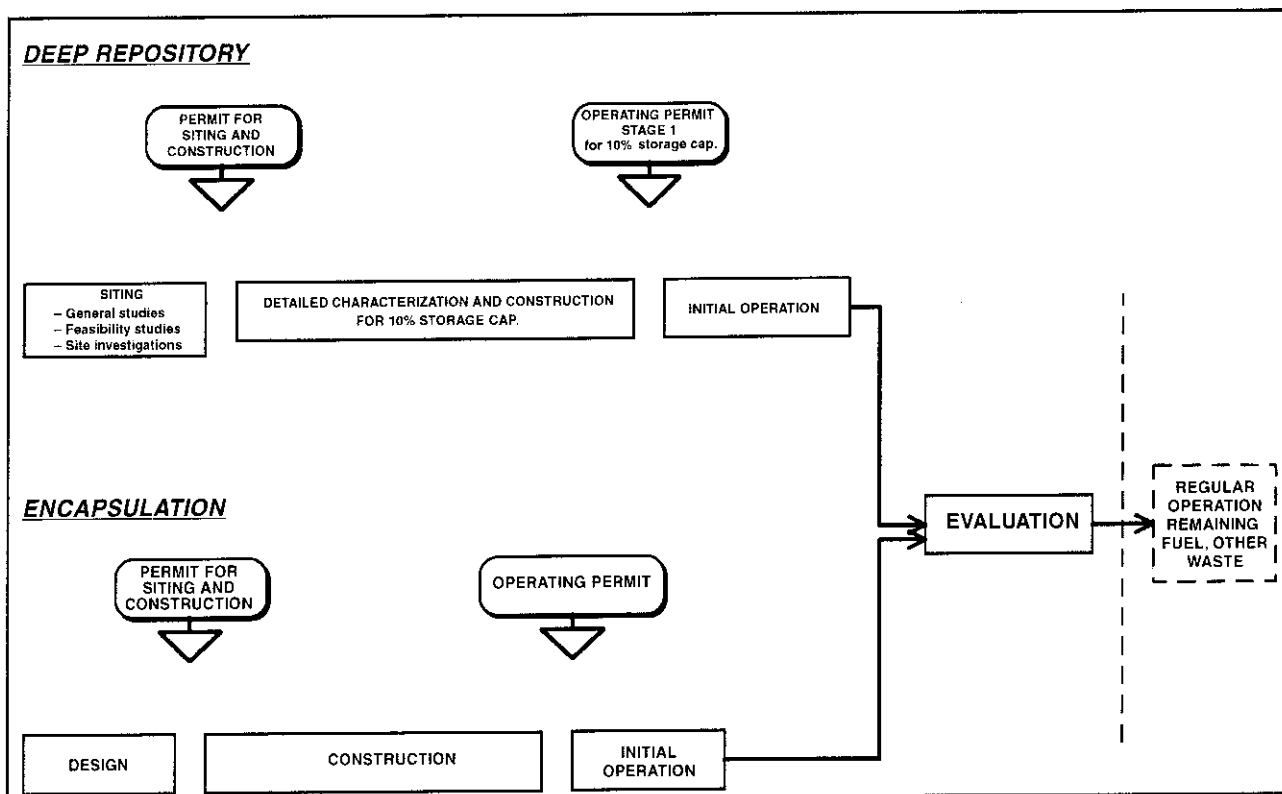 DEEP REPOSITORY
PERMIT FOR
SITING AND
CONSTRUCTION
OPERATING PERMIT
STAGE 1
for 10% storage cap.
SITING
– General studies
– Feasibility studies
– Site investigations
DETAILED CHARACTERIZATION AND CONSTRUCTION
FOR 10% STORAGE CAP.
INITIAL OPERATION
ENCAPSULATION
PERMIT FOR
SITING AND
CONSTRUCTION
OPERATING PERMIT
EVALUATION
REGULAR
OPERATION
REMAINING
FUEL, OTHER
WASTE
DESIGN
CONSTRUCTION
INITIAL
OPERATION